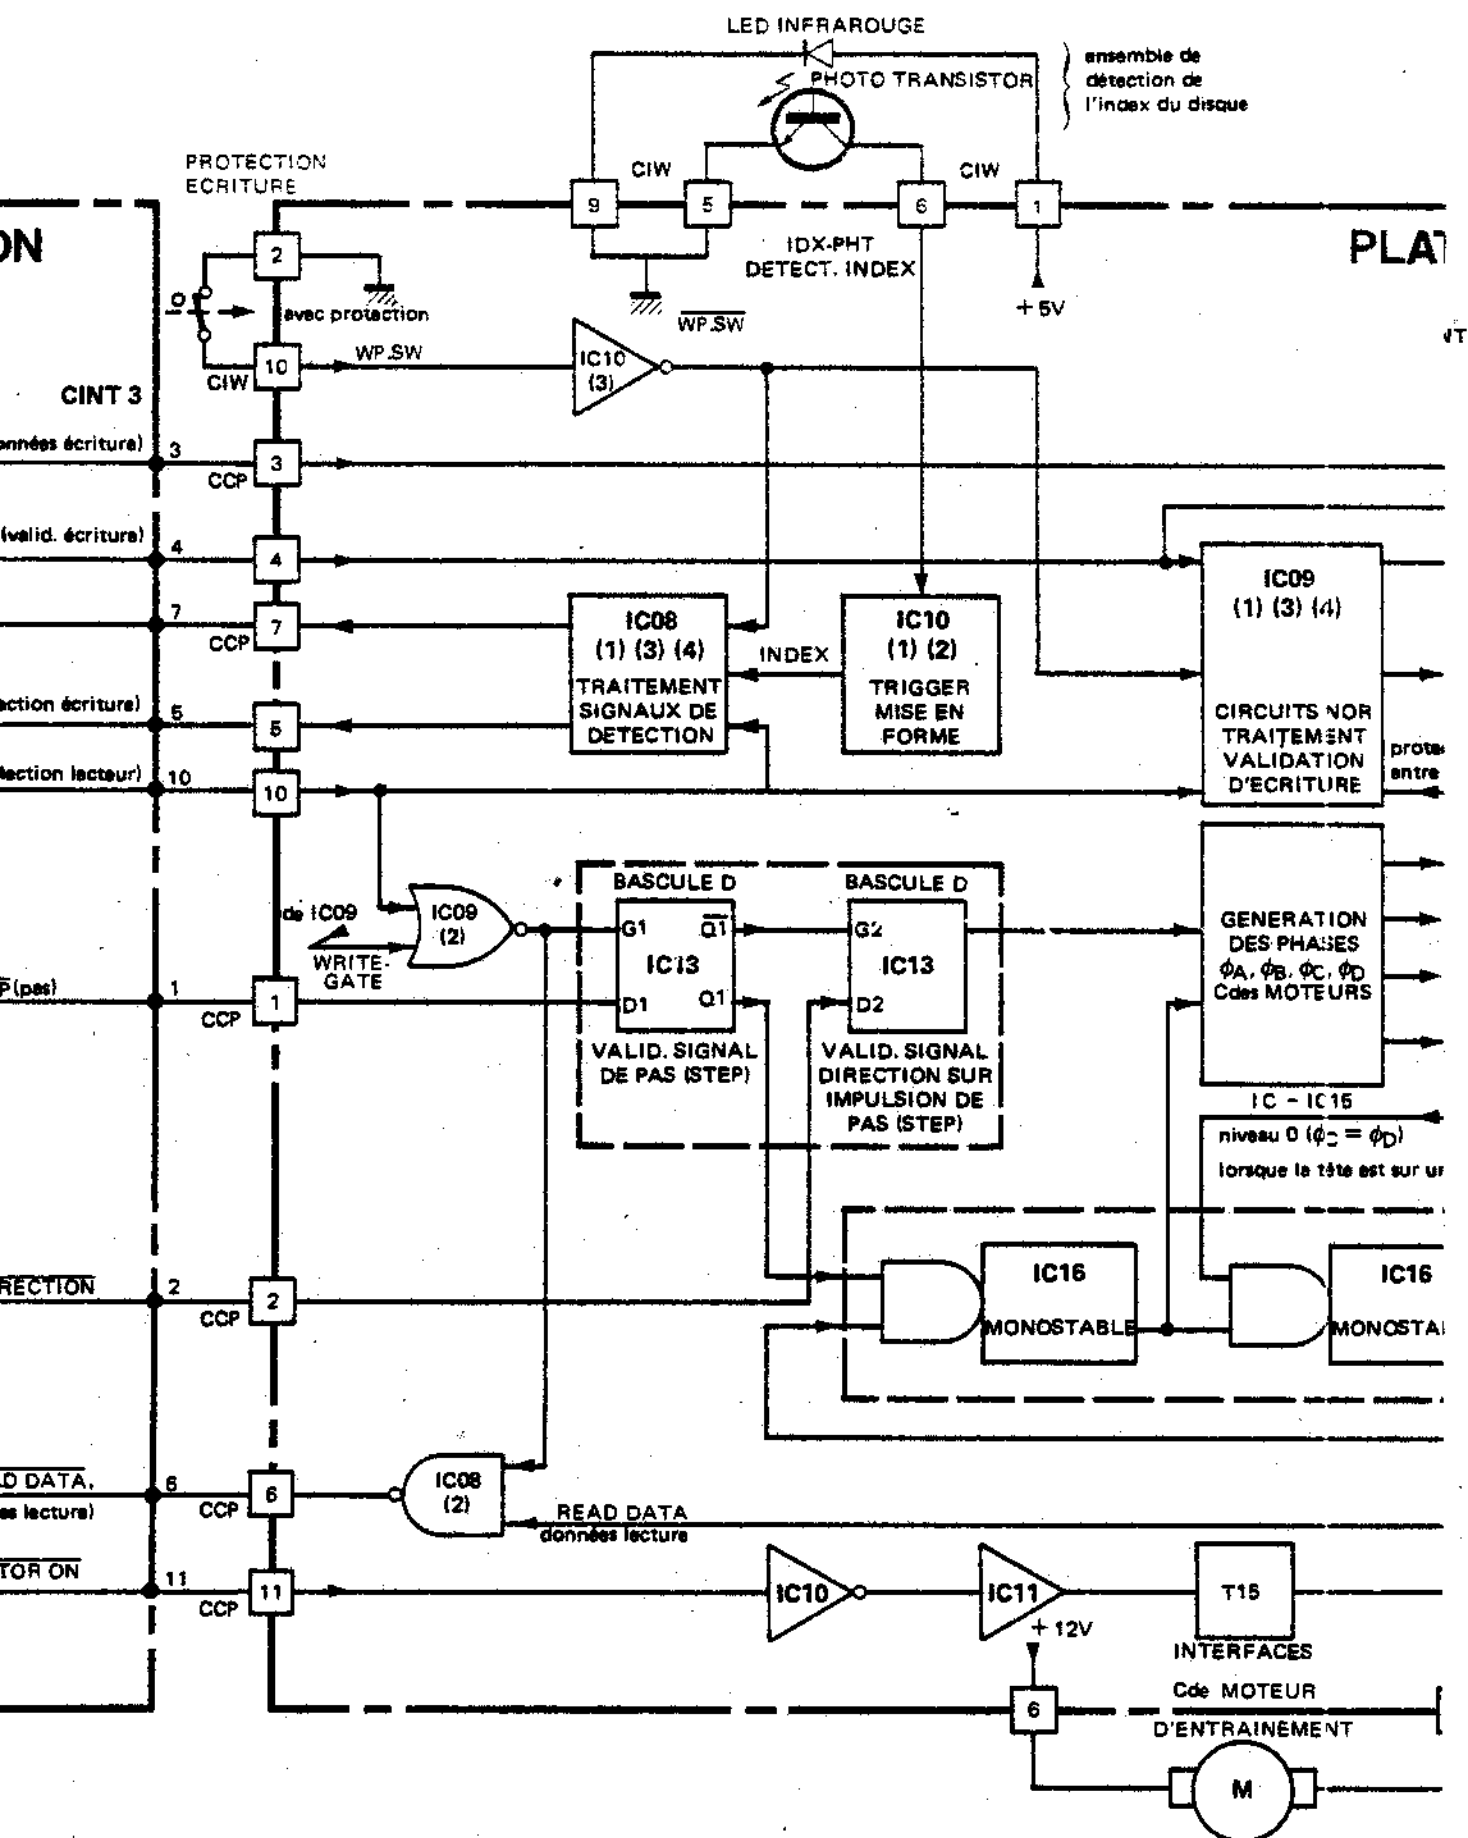 LED INFRAROUGE
ensemble de
détection de
l'index du disque
PHOTO TRANSISTOR
PROTECTION
ECRITURE
CIW
CIW
9
5
6
1
ON
2
IDX-PHT
DETECT. INDEX
PLAT
+5V
0
avec protection
WP.SW
WP.SW
IC10
(3)
10
CIW
CINT 3
onnées écriture)
3
3
CCP
(valid. écriture)
4
4
IC09
(1) (3) (4)
CIRCUITS NOR
TRAITEMENT
VALIDATION
D'ECRITURE
7
7
CCP
IC08
(1) (3) (4)
TRAITEMENT
SIGNAUX DE
DETECTION
INDEX
IC10
(1) (2)
TRIGGER
MISE EN
FORME
ction écriture)
5
5
lection lecteur)
10
10
entre
BASCULE D
BASCULE D
de IC09
IC09
(2)
WRITE-
GATE
G1
Q1
IC13
D1
Q1
G2
IC13
D2
GENERATION
DES PHASES
ϕA, ϕB, ϕC, ϕD
Cdes MOTEURS
P (pas)
1
1
CCP
VALID. SIGNAL
DE PAS (STEP)
VALID. SIGNAL
DIRECTION SUR
IMPULSION DE
PAS (STEP)
IC - IC15
niveau 0 (ϕC = ϕD)
lorsque la tête est sur un
RECTION
2
2
CCP
IC16
MONOSTABLE
IC16
MONOSTA
D DATA.
es lecture)
6
6
CCP
IC08
(2)
READ DATA
données lecture
TOR ON
11
11
CCP
IC10
IC11
T15
+ 12V
INTERFACES
6
Cde MOTEUR
D'ENTRAINEMENT
M